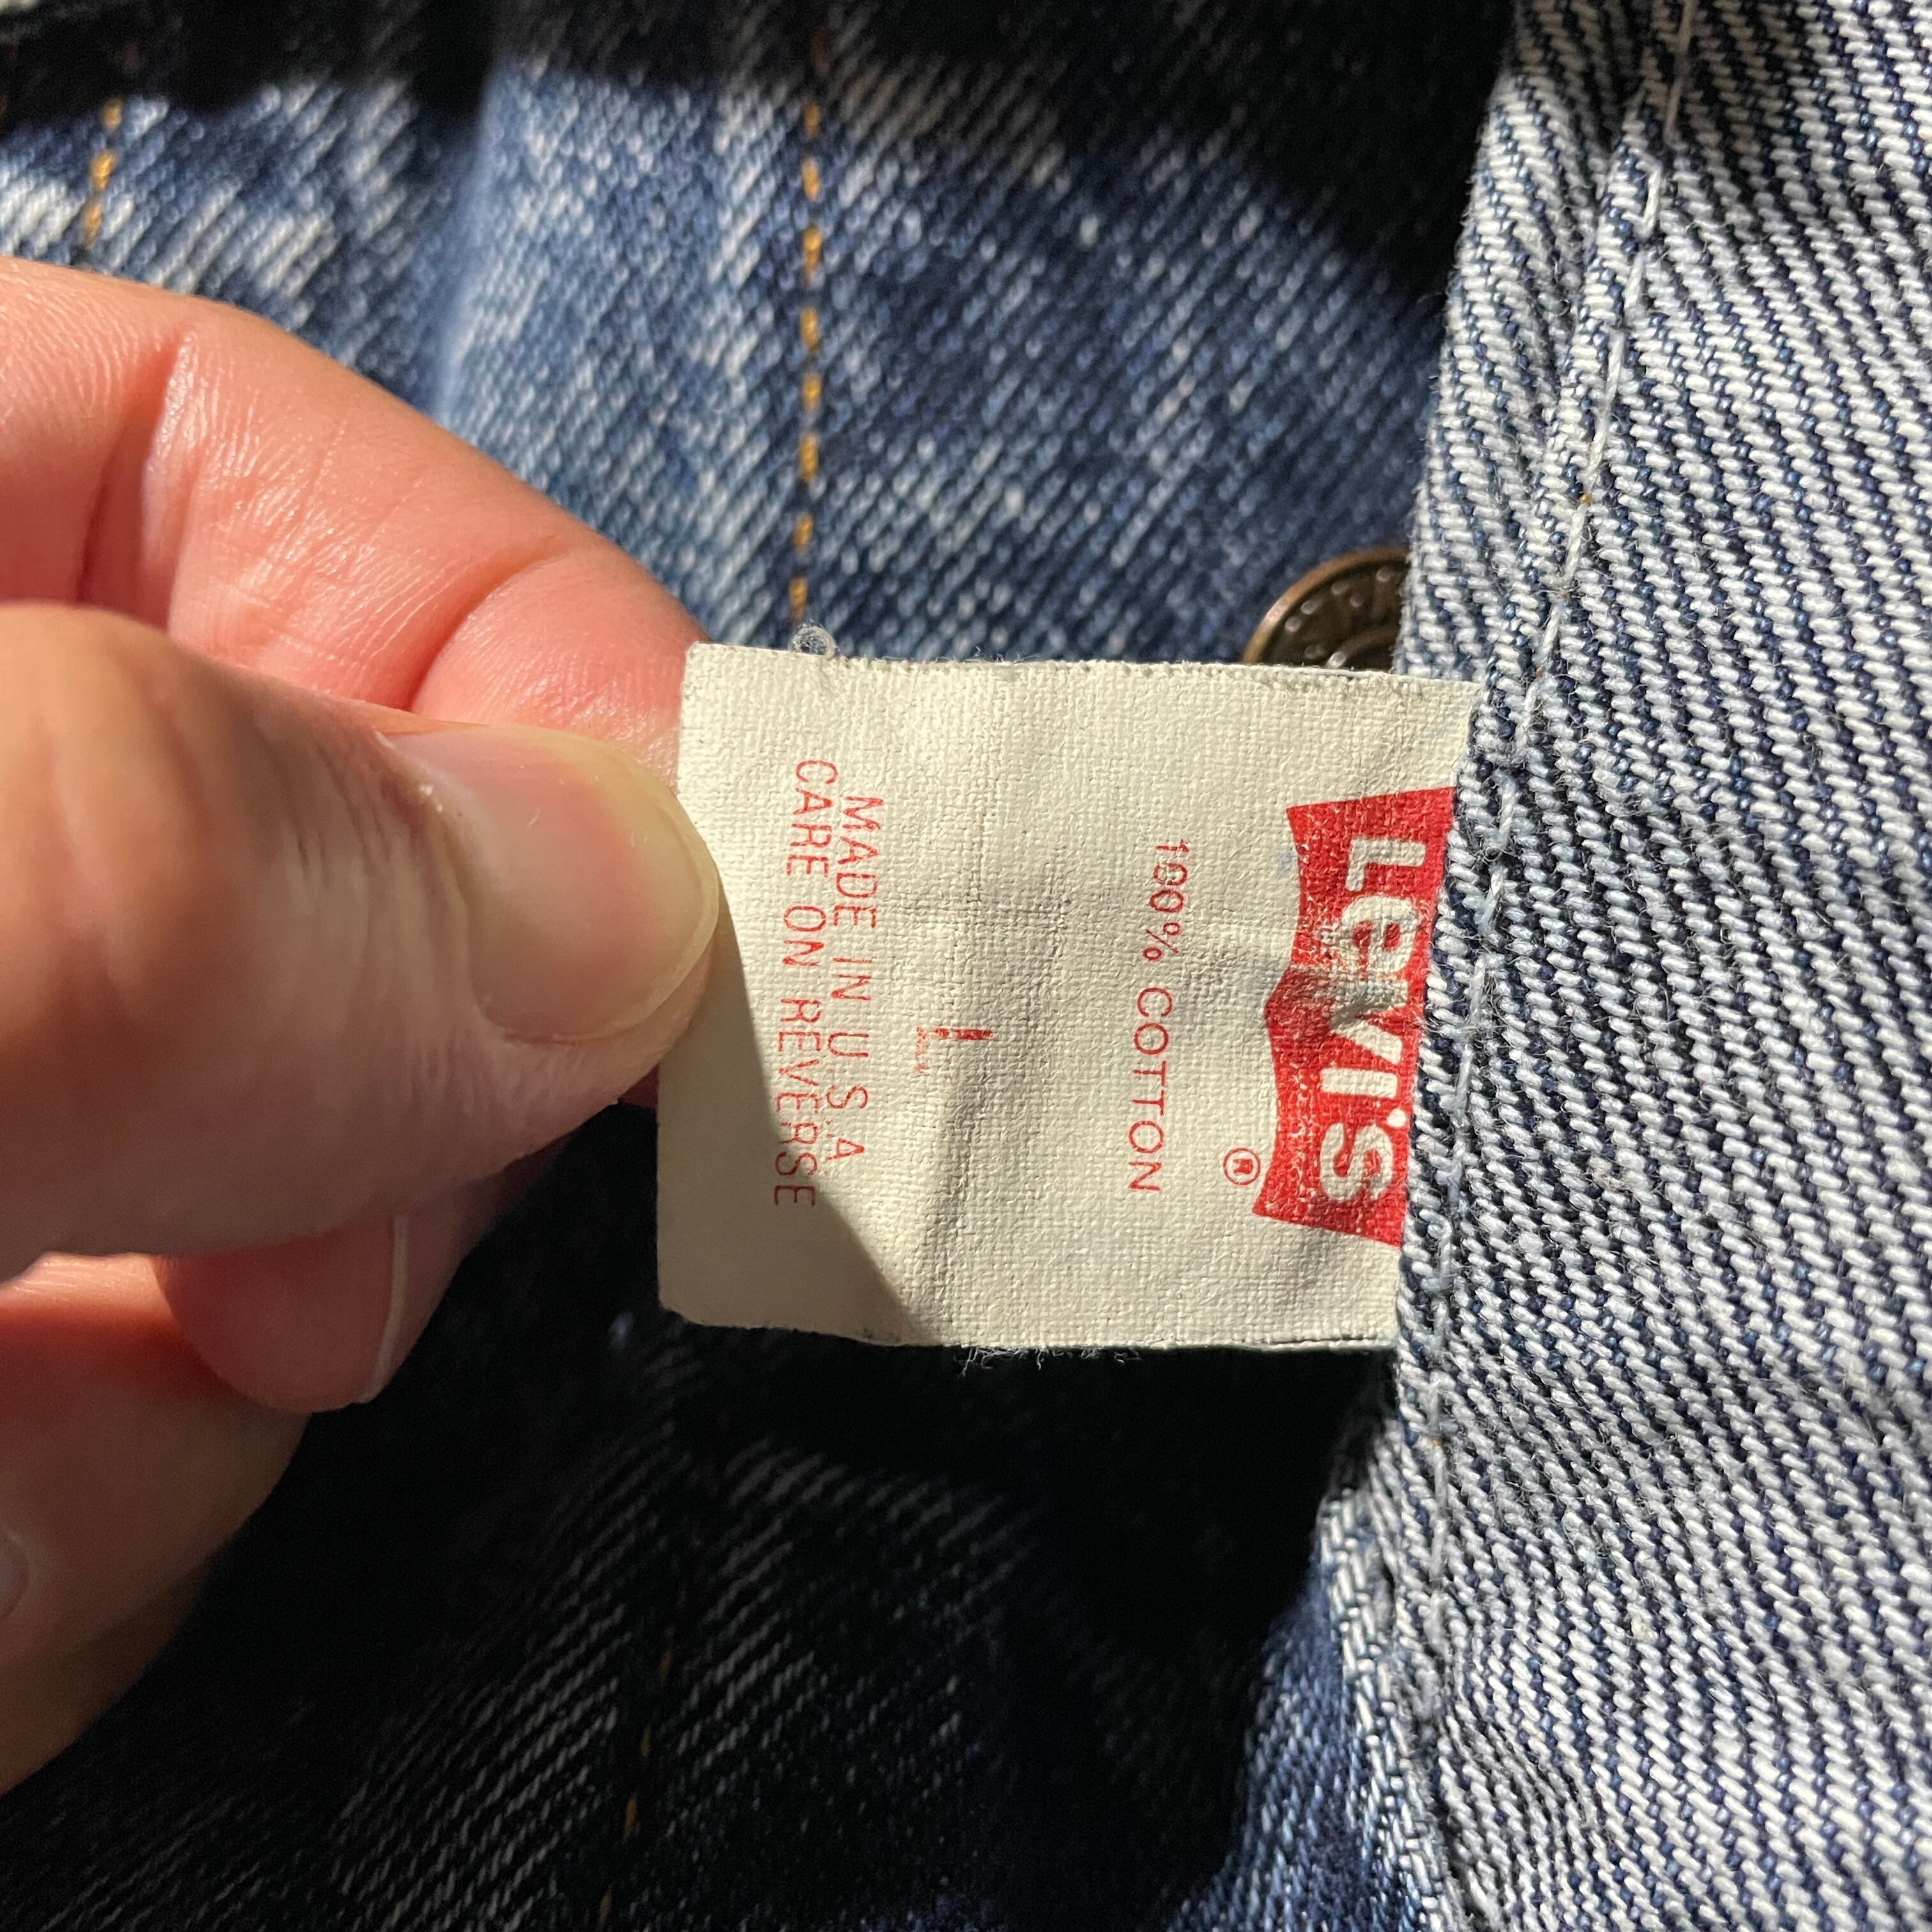 Levi's
®
100% COTTON
L
MADE IN U.S.A
CARE ON REVERSE